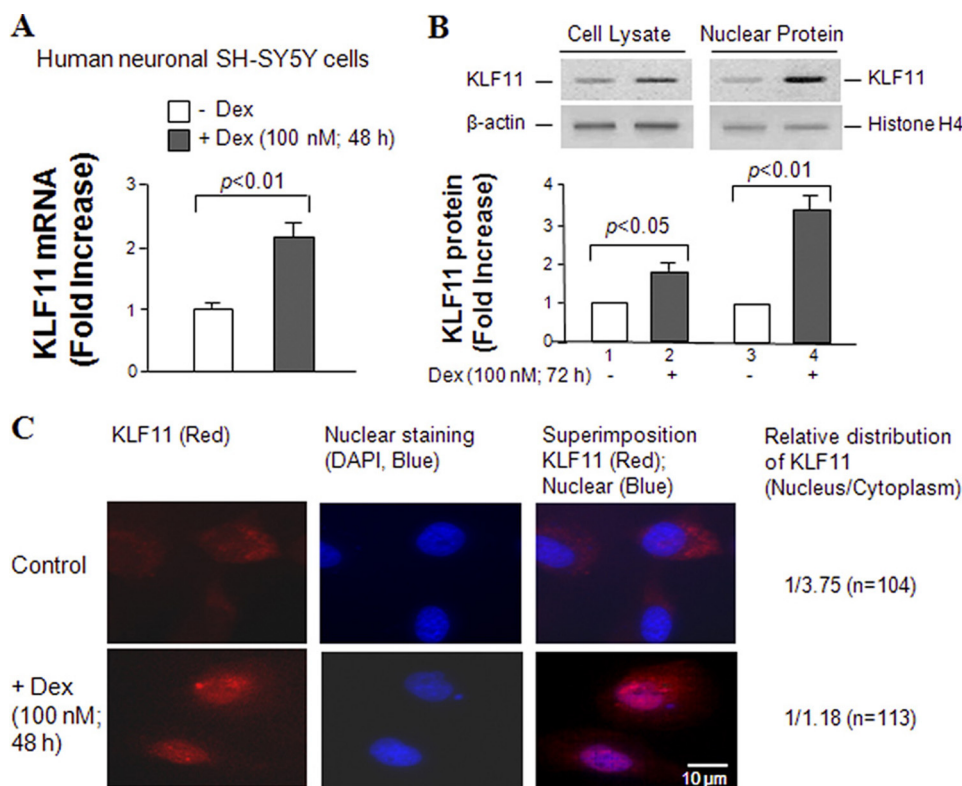 A
Human neuronal SH-SY5Y cells
- Dex
+ Dex (100 nM; 48 h)
KLF11 mRNA
(Fold Increase)
3
2
1
0
p<0.01
B
Cell Lysate
Nuclear Protein
KLF11
KLF11
β-actin
Histone H4
KLF11 protein
(Fold Increase)
4
3
2
1
0
p<0.05
p<0.01
1 2 3 4
Dex (100 nM; 72 h) - + - +
C
KLF11 (Red)
Nuclear staining
(DAPI, Blue)
Superimposition
KLF11 (Red);
Nuclear (Blue)
Relative distribution
of KLF11
(Nucleus/Cytoplasm)
Control
1/3.75 (n=104)
+ Dex
(100 nM;
48 h)
1/1.18 (n=113)
10 μm